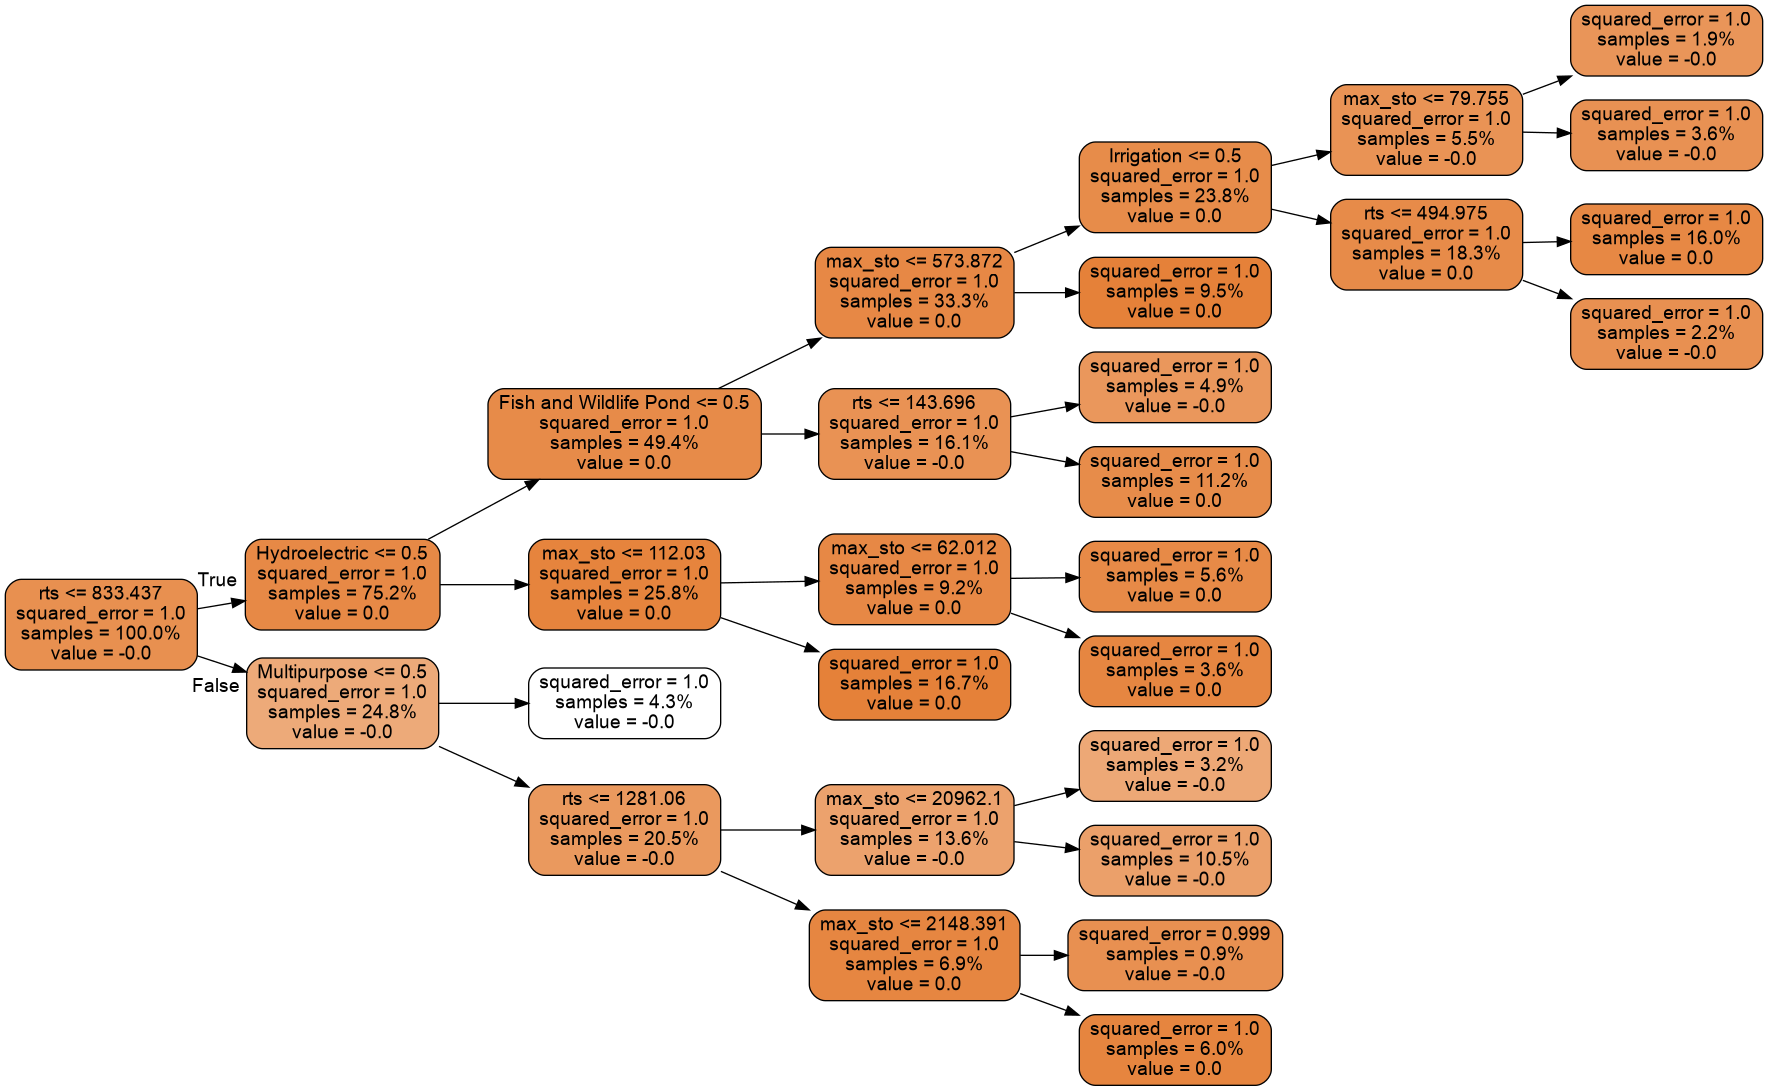 rts <= 833.437
squared_error = 1.0
samples = 100.0%
value = -0.0
True
False
Hydroelectric <= 0.5
squared_error = 1.0
samples = 75.2%
value = 0.0
Multipurpose <= 0.5
squared_error = 1.0
samples = 24.8%
value = -0.0
Fish and Wildlife Pond <= 0.5
squared_error = 1.0
samples = 49.4%
value = 0.0
max_sto <= 112.03
squared_error = 1.0
samples = 25.8%
value = 0.0
squared_error = 1.0
samples = 4.3%
value = -0.0
rts <= 1281.06
squared_error = 1.0
samples = 20.5%
value = -0.0
max_sto <= 573.872
squared_error = 1.0
samples = 33.3%
value = 0.0
rts <= 143.696
squared_error = 1.0
samples = 16.1%
value = -0.0
max_sto <= 62.012
squared_error = 1.0
samples = 9.2%
value = 0.0
squared_error = 1.0
samples = 16.7%
value = 0.0
max_sto <= 20962.1
squared_error = 1.0
samples = 13.6%
value = -0.0
max_sto <= 2148.391
squared_error = 1.0
samples = 6.9%
value = 0.0
Irrigation <= 0.5
squared_error = 1.0
samples = 23.8%
value = 0.0
squared_error = 1.0
samples = 9.5%
value = 0.0
squared_error = 1.0
samples = 4.9%
value = -0.0
squared_error = 1.0
samples = 11.2%
value = 0.0
squared_error = 1.0
samples = 5.6%
value = 0.0
squared_error = 1.0
samples = 3.6%
value = 0.0
squared_error = 1.0
samples = 3.2%
value = -0.0
squared_error = 1.0
samples = 10.5%
value = -0.0
squared_error = 0.999
samples = 0.9%
value = -0.0
squared_error = 1.0
samples = 6.0%
value = 0.0
max_sto <= 79.755
squared_error = 1.0
samples = 5.5%
value = -0.0
rts <= 494.975
squared_error = 1.0
samples = 18.3%
value = 0.0
squared_error = 1.0
samples = 1.9%
value = -0.0
squared_error = 1.0
samples = 3.6%
value = -0.0
squared_error = 1.0
samples = 16.0%
value = 0.0
squared_error = 1.0
samples = 2.2%
value = -0.0